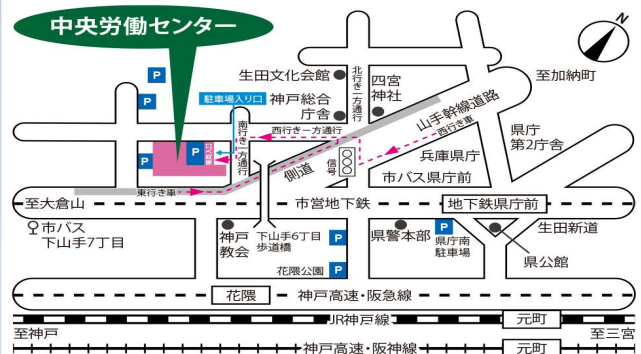 中央労働センター
N
P
生田文化会館
北行き一方通行
四宮
神社
至加納町
P
駐車場入り口
神戸総合
庁舎
山手幹線道路
西行き車
南行き一方通行
西行き一方通行
県庁
第2庁舎
P
P
側道
信号
兵庫県庁
市バス県庁前
東行き車
至大倉山
市営地下鉄
地下鉄県庁前
市バス
下山手7丁目
神戸
教会
下山手6丁目
歩道橋
P
県警本部
P
県庁南
駐車場
生田新道
県公館
花隈公園
P
花隈
神戸高速・阪急線
JR神戸線
元町
至神戸
至三宮
神戸高速・阪神線
元町